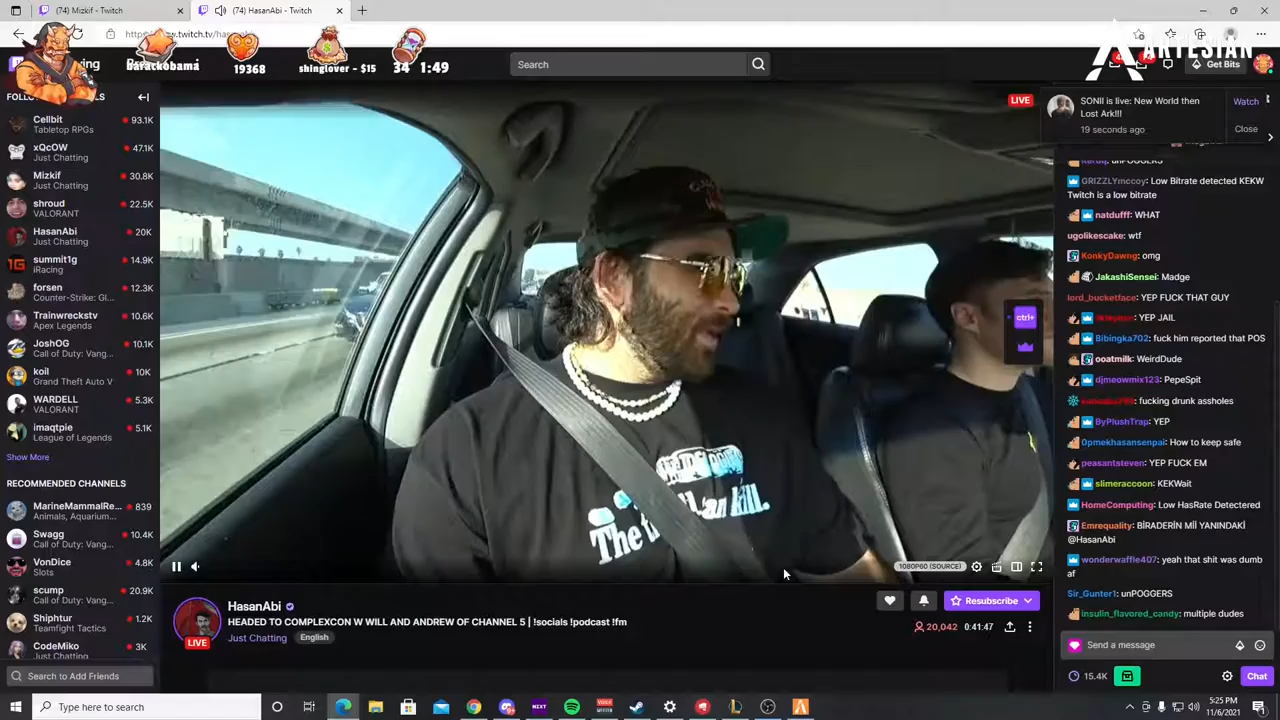 (74) Mizkif - Twitch
(74) HasanAbi - Twitch
barackobama
19368
shinglover - $15
34 1:49
Search
ARTESIAN
Get Bits
Cellbit
Tabletop RPGs
93.1K
xQcOW
Just Chatting
47.1K
Mizkif
Just Chatting
30.8K
shroud
VALORANT
22.5K
HasanAbi
Just Chatting
20K
summit1g
iRacing
14.9K
forsen
Counter-Strike: Gl...
12.3K
Trainwreckstv
Apex Legends
10.6K
JoshOG
Call of Duty: Vang...
10.1K
koil
Grand Theft Auto V
10K
WARDELL
VALORANT
5.3K
imaqtpie
League of Legends
5.1K
Show More
RECOMMENDED CHANNELS
MarineMammalRe...
Animals, Aquarium...
839
Swagg
Call of Duty: Vang...
10.4K
VonDice
Slots
4.8K
scump
Call of Duty: Vang...
20.9K
Shiphtur
Teamfight Tactics
1.2K
CodeMiko
Just Chatting
3K
Search to Add Friends
LIVE
ctrl+
1080P60 (SOURCE)
HasanAbi
HEADED TO COMPLEXCON W WILL AND ANDREW OF CHANNEL 5 | !socials !podcast !fm
Just Chatting
English
LIVE
Resubscribe
20,042
0:41:47
SONII is live: New World then
Lost Ark!!!
19 seconds ago
Watch
Close
GRIZZLYmccoy: Low Bitrate detected KEKW
Twitch is a low bitrate
natdufff: WHAT
ugolikescake: wtf
KonkyDawng: omg
JakashiSensei: Madge
lord_bucketface: YEP FUCK THAT GUY
YEP JAIL
Bibingka702: fuck him reported that POS
ooatmilk: WeirdDude
djmeowmix123: PepeSpit
fucking drunk assholes
ByPlushTrap: YEP
0pmekhasansenpai: How to keep safe
peasantsteven: YEP FUCK EM
slimeraccoon: KEKWait
HomeComputing: Low HasRate Detectered
Emrequality: BİRADERİN Mİİ YANINDAKİ
@HasanAbi
wonderwaffle407: yeah that shit was dumb
af
Sir_Gunter1: unPOGGERS
insulin_flavored_candy: multiple dudes
Send a message
15.4K
Chat
Type here to search
5:25 PM
11/6/2021